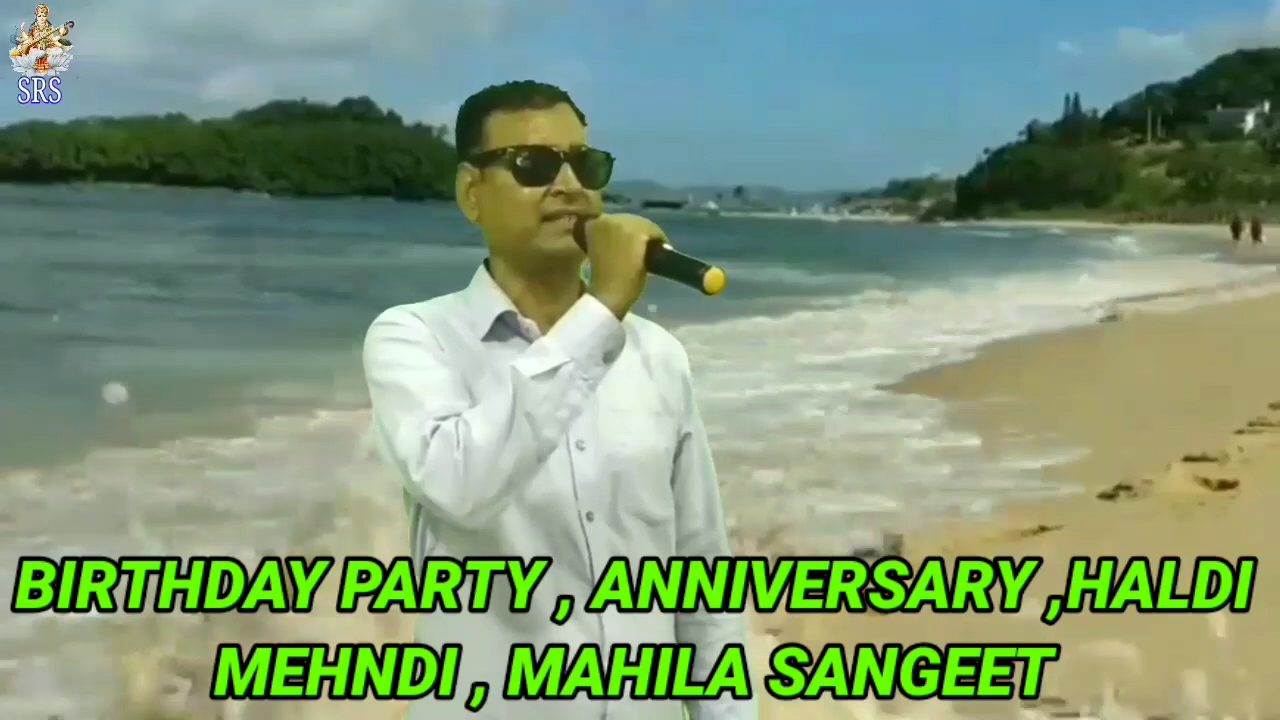 SRS
BIRTHDAY PARTY , ANNIVERSARY ,HALDI
MEHNDI , MAHILA SANGEET